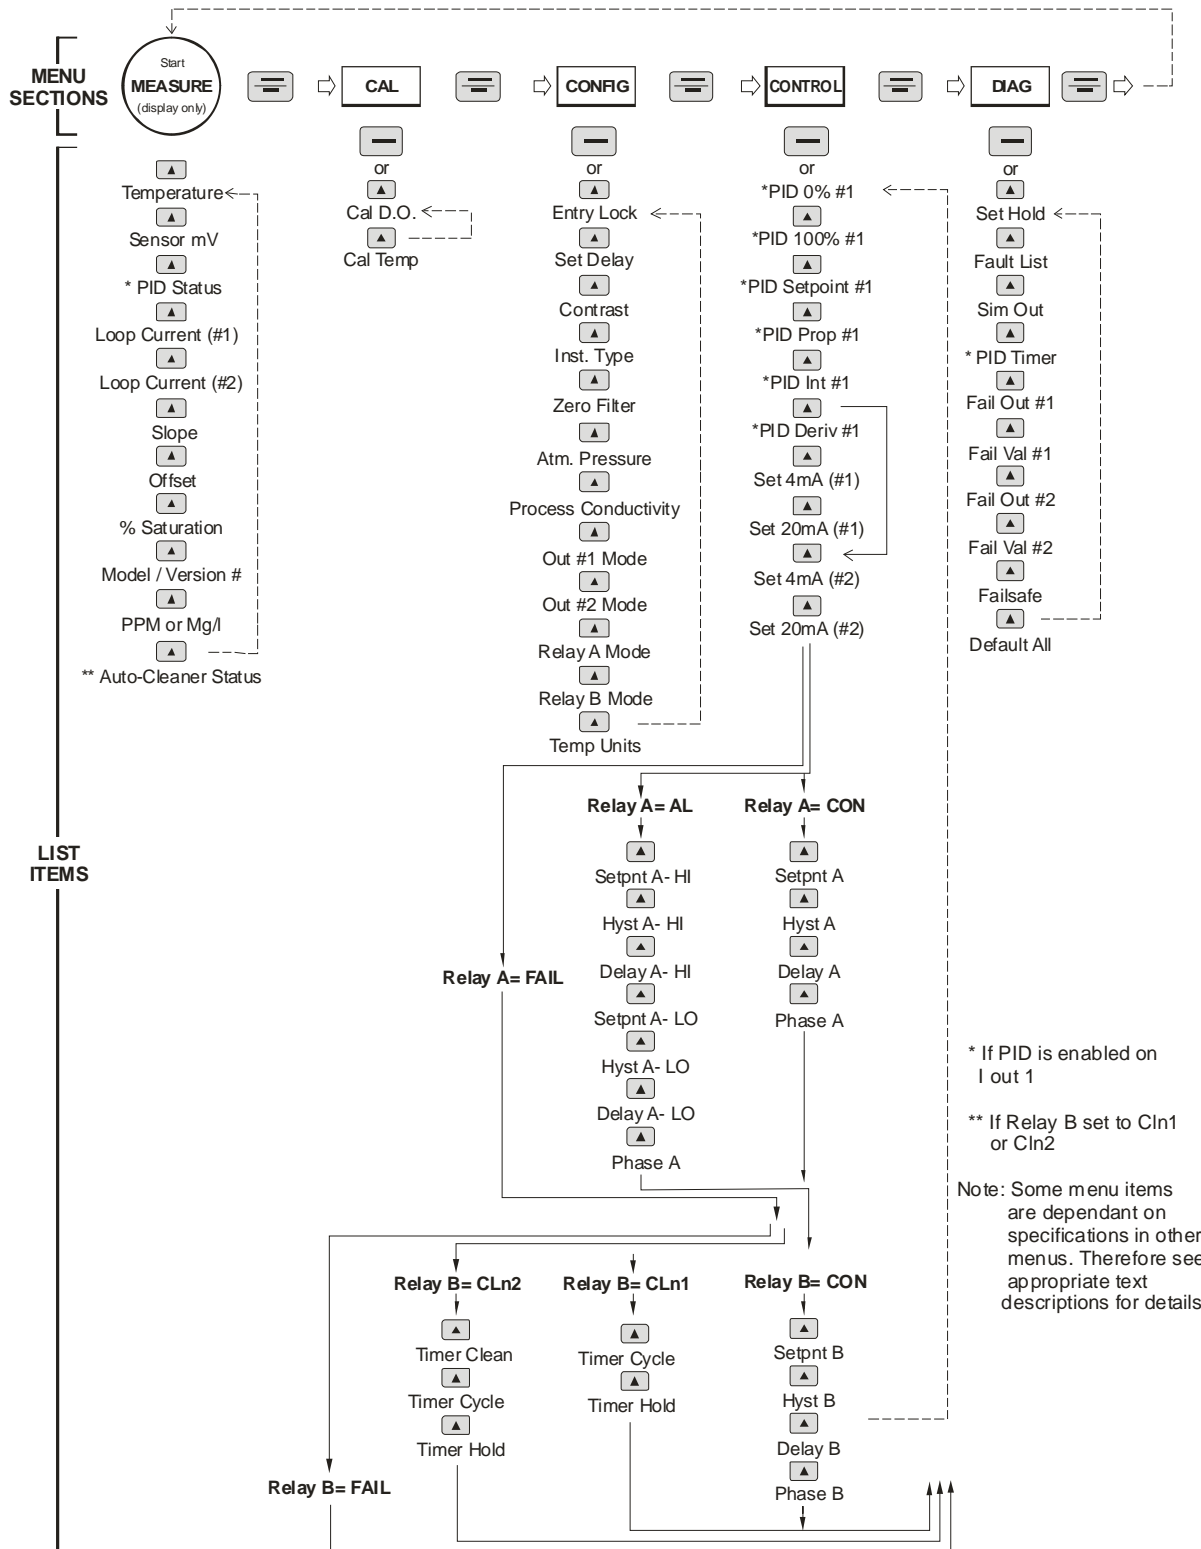 MENU
SECTIONS
Start
MEASURE
(display only)
CAL
CONFIG
CONTROL
DIAG
LIST
ITEMS
Temperature
Sensor mV
* PID Status
Loop Current (#1)
Loop Current (#2)
Slope
Offset
% Saturation
Model / Version #
PPM or Mg/l
** Auto-Cleaner Status
or
Cal D.O.
Cal Temp
or
Entry Lock
Set Delay
Contrast
Inst. Type
Zero Filter
Atm. Pressure
Process Conductivity
Out #1 Mode
Out #2 Mode
Relay A Mode
Relay B Mode
Temp Units
or
*PID 0% #1
*PID 100% #1
*PID Setpoint #1
*PID Prop #1
*PID Int #1
*PID Deriv #1
Set 4mA (#1)
Set 20mA (#1)
Set 4mA (#2)
Set 20mA (#2)
or
Set Hold
Fault List
Sim Out
* PID Timer
Fail Out #1
Fail Val #1
Fail Out #2
Fail Val #2
Failsafe
Default All
Relay A= FAIL
Relay A= AL
Setpnt A- HI
Hyst A- HI
Delay A- HI
Setpnt A- LO
Hyst A- LO
Delay A- LO
Phase A
Relay A= CON
Setpnt A
Hyst A
Delay A
Phase A
* If PID is enabled on
I out 1
** If Relay B set to Cln1
or Cln2
Note: Some menu items
are dependant on
specifications in other
menus. Therefore see
appropriate text
descriptions for details
Relay B= FAIL
Relay B= CLn2
Timer Clean
Timer Cycle
Timer Hold
Relay B= CLn1
Timer Cycle
Timer Hold
Relay B= CON
Setpnt B
Hyst B
Delay B
Phase B